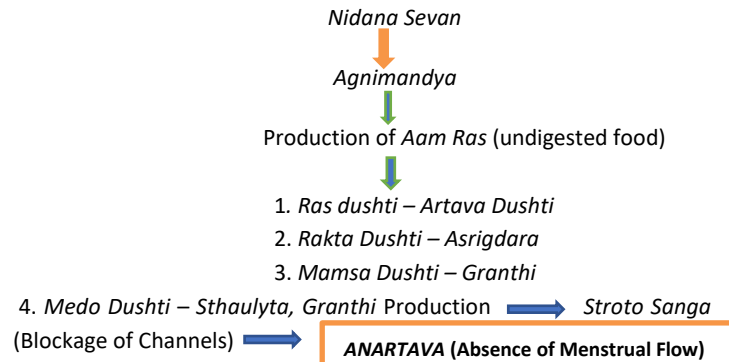 Nidana Sevan
Agnimandya
Production of Aam Ras (undigested food)
1. Ras dushti – Artava Dushti
2. Rakta Dushti – Asrigdara
3. Mamsa Dushti – Granthi
4. Medo Dushti – Sthaulyta, Granthi Production Stroto Sanga
(Blockage of Channels) ANARTAVA (Absence of Menstrual Flow)